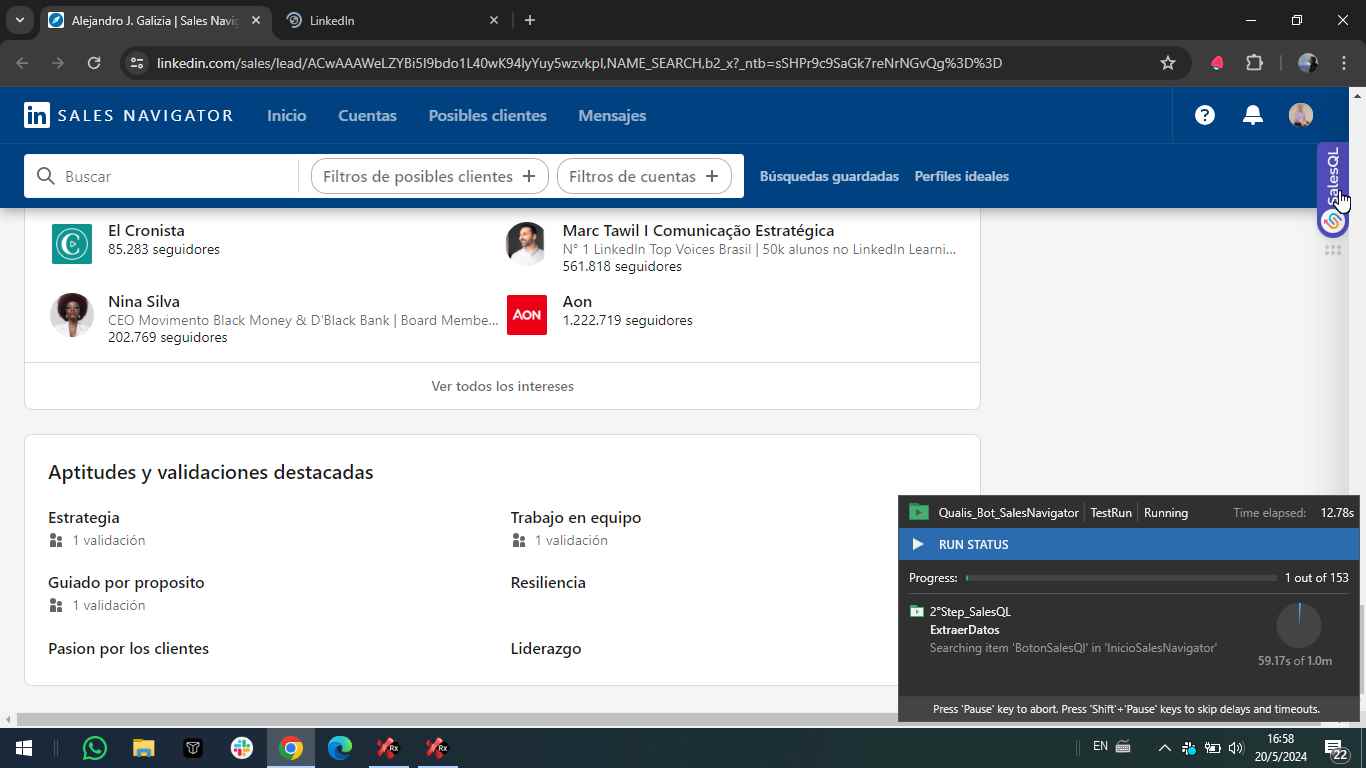 Alejandro J. Galizia | Sales Navig
LinkedIn
linkedin.com/sales/lead/ACwAAAWeLZYBi5I9bdo1L40wK94lyYuy5wzvkpI,NAME_SEARCH,b2_x?_ntb=sSHPr9c9SaGk7reNrNGvQg%3D%3D
in SALES NAVIGATOR
Inicio
Cuentas
Posibles clientes
Mensajes
SalesQL
Buscar
Filtros de posibles clientes +
Filtros de cuentas +
Búsquedas guardadas
Perfiles ideales
El Cronista
85.283 seguidores
Marc Tawil I Comunicação Estratégica
N° 1 LinkedIn Top Voices Brasil | 50k alunos no LinkedIn Learni...
561.818 seguidores
Nina Silva
CEO Movimento Black Money & D'Black Bank | Board Membe...
202.769 seguidores
AON
Aon
1.222.719 seguidores
Ver todos los intereses
Aptitudes y validaciones destacadas
Estrategia
1 validación
Trabajo en equipo
1 validación
Guiado por proposito
1 validación
Resiliencia
Pasion por los clientes
Liderazgo
Qualis_Bot_SalesNavigator | TestRun | Running
Time elapsed: 12.78s
RUN STATUS
Progress:
1 out of 153
2°Step_SalesQL
ExtraerDatos
Searching item 'BotonSalesQl' in 'InicioSalesNavigator'
59.17s of 1.0m
Press 'Pause' key to abort. Press 'Shift'+'Pause' keys to skip delays and timeouts.
Rx
Rx
EN
16:58
20/5/2024
22